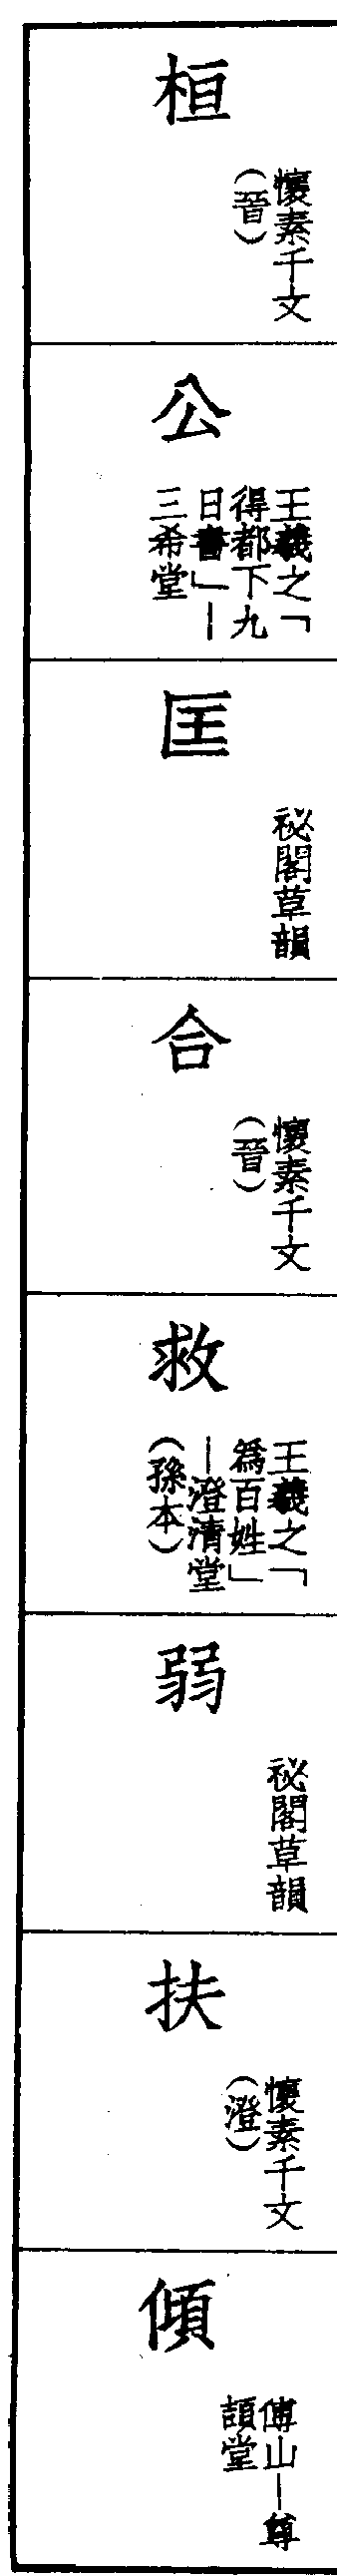 桓
懷素千文
（晉）
公
王羲之「
得都下九
日書」—
三希堂
匡
祕閣草韻
合
懷素千文
（晉）
救
王羲之「
爲百姓」
—澄清堂
（孫本）
弱
祕閣草韻
扶
懷素千文
（澄）
傾
傅山—尊
頡堂